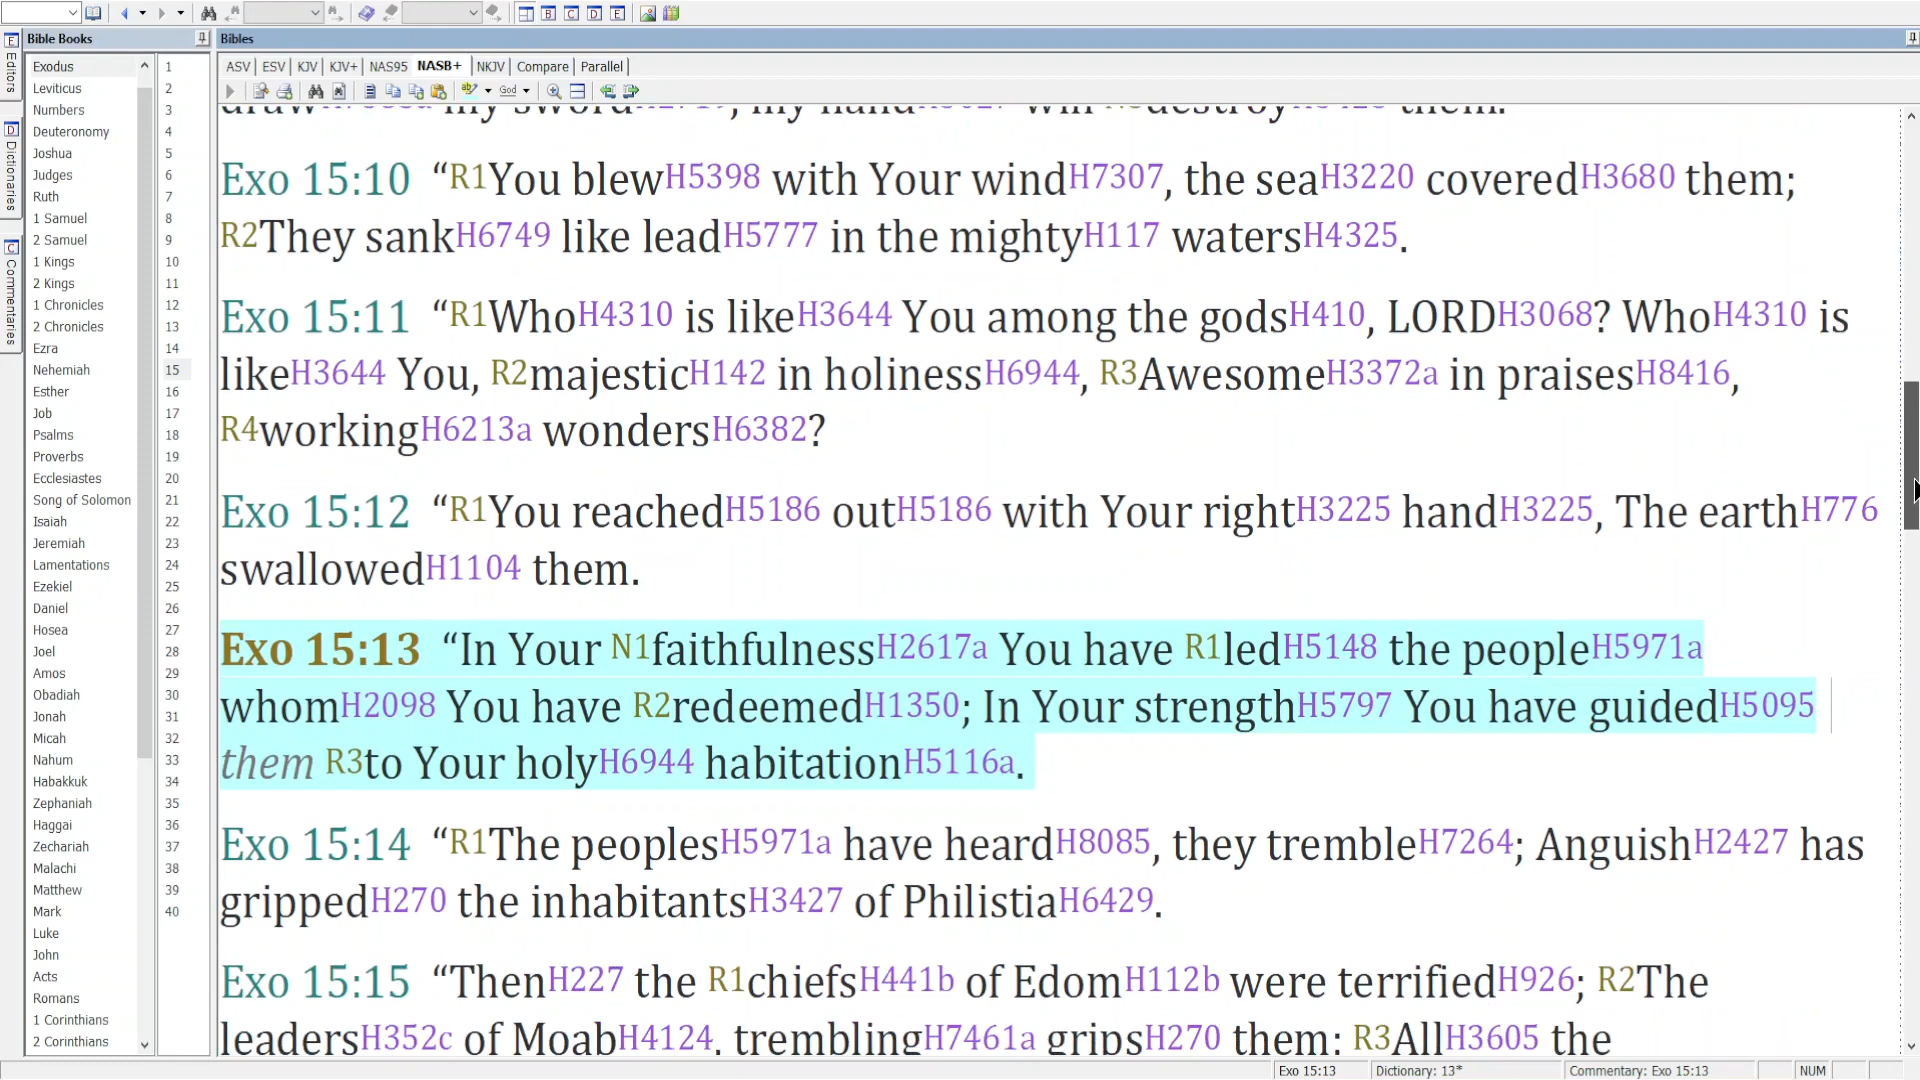 Bible Books
Bibles
Editors
Dictionaries
Commentaries
ASV ESV KJV KJV+ NAS95 NASB+ NKJV Compare Parallel
God
Exodus 1
Leviticus 2
Numbers 3
Deuteronomy 4
Joshua 5
Judges 6
Ruth 7
1 Samuel 8
2 Samuel 9
1 Kings 10
2 Kings 11
1 Chronicles 12
2 Chronicles 13
Ezra 14
Nehemiah 15
Esther 16
Job 17
Psalms 18
Proverbs 19
Ecclesiastes 20
Song of Solomon 21
Isaiah 22
Jeremiah 23
Lamentations 24
Ezekiel 25
Daniel 26
Hosea 27
Joel 28
Amos 29
Obadiah 30
Jonah 31
Micah 32
Nahum 33
Habakkuk 34
Zephaniah 35
Haggai 36
Zechariah 37
Malachi 38
Matthew 39
Mark 40
Luke
John
Acts
Romans
1 Corinthians
2 Corinthians
my hand will destroy them.
Exo 15:10 “R1You blewH5398 with Your windH7307, the seaH3220 coveredH3680 them;
R2They sankH6749 like leadH5777 in the mightyH117 watersH4325.
Exo 15:11 “R1WhoH4310 is likeH3644 You among the godsH410, LORDH3068? WhoH4310 is
likeH3644 You, R2majesticH142 in holinessH6944, R3AwesomeH3372a in praisesH8416,
R4workingH6213a wondersH6382?
Exo 15:12 “R1You reachedH5186 outH5186 with Your rightH3225 handH3225, The earthH776
swallowedH1104 them.
Exo 15:13 “In Your N1faithfulnessH2617a You have R1ledH5148 the peopleH5971a
whomH2098 You have R2redeemedH1350; In Your strengthH5797 You have guidedH5095
them R3to Your holyH6944 habitationH5116a.
Exo 15:14 “R1The peoplesH5971a have heardH8085, they trembleH7264; AnguishH2427 has
grippedH270 the inhabitantsH3427 of PhilistiaH6429.
Exo 15:15 “ThenH227 the R1chiefsH441b of EdomH112b were terrifiedH926; R2The
leadersH352c of MoabH4124, tremblingH7461a gripsH270 them; R3AllH3605 the
Exo 15:13 Dictionary: 13* Commentary: Exo 15:13 NUM